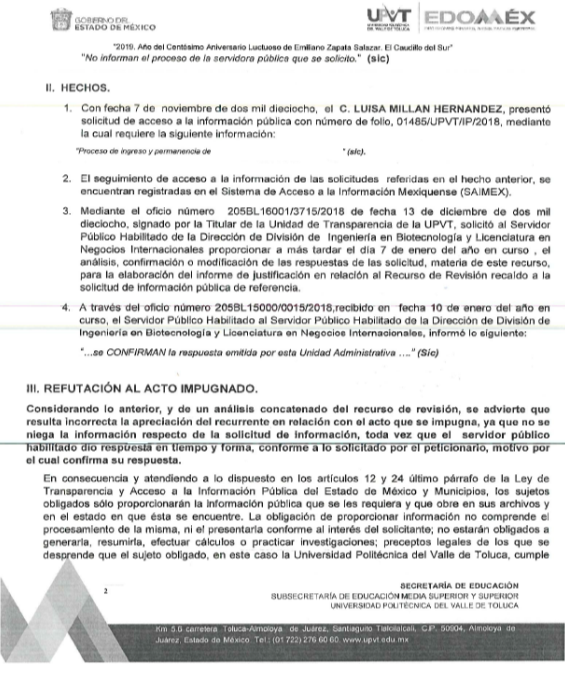 GOBIERNO DEL
ESTADO DE MÉXICO
UPVT
EDOMÉX
"2019. Año del Centésimo Aniversario Luctuoso de Emiliano Zapata Salazar. El Caudillo del Sur"
"No informan el proceso de la servidora pública que se solicito." (sic)
II. HECHOS.
1. Con fecha 7 de noviembre de dos mil dieciocho, el C. LUISA MILLAN HERNANDEZ, presentó
solicitud de acceso a la información pública con número de folio, 01485/UPVT/IP/2018, mediante
la cual requiere la siguiente información:
"Proceso de ingreso y permanencia de " (sic).
2. El seguimiento de acceso a la información de las solicitudes referidas en el hecho anterior, se
encuentran registradas en el Sistema de Acceso a la Información Mexiquense (SAIMEX).
3. Mediante el oficio número 205BL16001/3715/2018 de fecha 13 de diciembre de dos mil
dieciocho, signado por la Titular de la Unidad de Transparencia de la UPVT, solicitó al Servidor
Público Habilitado de la Dirección de División de Ingeniería en Biotecnología y Licenciatura en
Negocios Internacionales proporcionar a más tardar el día 7 de enero del año en curso , el
análisis, confirmación o modificación de las respuestas de las solicitud, materia de este recurso,
para la elaboración del informe de justificación en relación al Recurso de Revisión recaído a la
solicitud de información pública de referencia.
4. A través del oficio número 205BL15000/0015/2018,recibido en fecha 10 de enero del año en
curso, el Servidor Público Habilitado al Servidor Público Habilitado de la Dirección de División de
Ingeniería en Biotecnología y Licenciatura en Negocios Internacionales, informó lo siguiente:
"...se CONFIRMAN la respuesta emitida por esta Unidad Administrativa ...." (Sic)
III. REFUTACIÓN AL ACTO IMPUGNADO.
Considerando lo anterior, y de un análisis concatenado del recurso de revisión, se advierte que
resulta incorrecta la apreciación del recurrente en relación con el acto que se impugna, ya que no se
niega la información respecto de la solicitud de información, toda vez que el servidor público
habilitado dio respuesta en tiempo y forma, conforme a lo solicitado por el peticionario, motivo por
el cual confirma su respuesta.
En consecuencia y atendiendo a lo dispuesto en los artículos 12 y 24 último párrafo de la Ley de
Transparencia y Acceso a la Información Pública del Estado de México y Municipios, los sujetos
obligados sólo proporcionarán la información pública que se les requiera y que obre en sus archivos y
en el estado en que ésta se encuentre. La obligación de proporcionar información no comprende el
procesamiento de la misma, ni el presentarla conforme al interés del solicitante; no estarán obligados a
generarla, resumirla, efectuar cálculos o practicar investigaciones; preceptos legales de los que se
desprende que el sujeto obligado, en este caso la Universidad Politécnica del Valle de Toluca, cumple
2
SECRETARÍA DE EDUCACIÓN
SUBSECRETARÍA DE EDUCACIÓN MEDIA SUPERIOR Y SUPERIOR
UNIVERSIDAD POLITÉCNICA DEL VALLE DE TOLUCA
Km 5.6 carretera Toluca-Almoloya de Juárez, Santiaguito Tlalcilalcali, C.P. 50904, Almoloya de
Juárez, Estado de México. Tel.: (01 722) 276 60 60. www.upvt.edu.mx